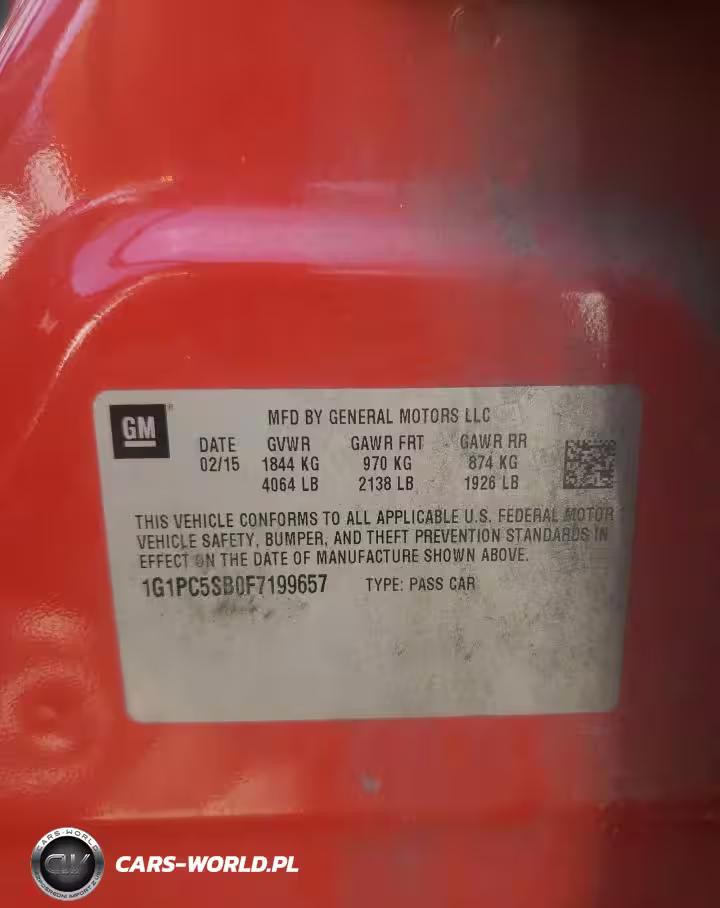 GM
MFD BY GENERAL MOTORS LLC
DATE GVWR GAWR FRT GAWR RR
02/15 1844 KG 970 KG 874 KG
4064 LB 2138 LB 1926 LB
THIS VEHICLE CONFORMS TO ALL APPLICABLE U.S. FEDERAL MOTOR
VEHICLE SAFETY, BUMPER, AND THEFT PREVENTION STANDARDS IN
EFFECT ON THE DATE OF MANUFACTURE SHOWN ABOVE.
1G1PC5SB0F7199657 TYPE: PASS CAR
CARS-WORLD
CW
CARS-WORLD.PL